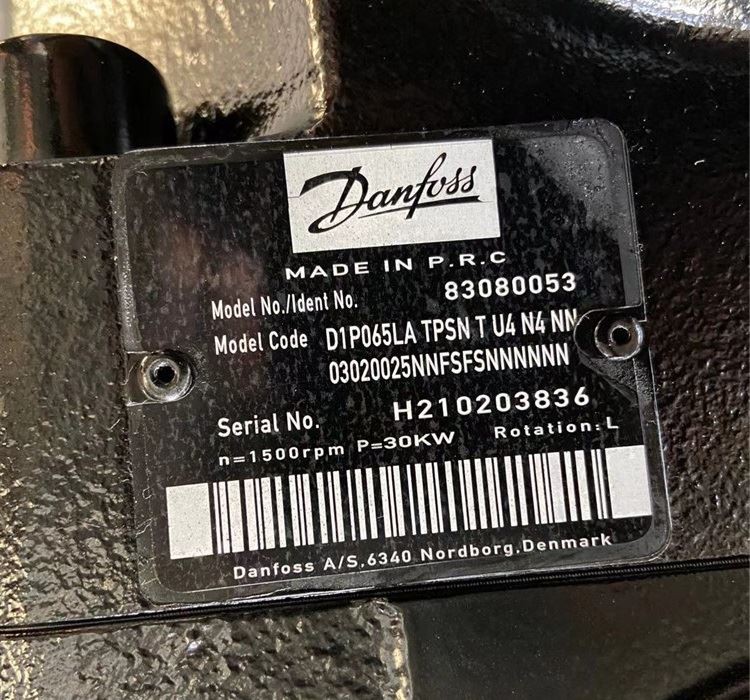 Danfoss
MADE IN P.R.C
Model No./Ident No. 83080053
Model Code D1P065LA TPSN T U4 N4 NN
03020025NNFSFSNNNNNN
Serial No. H210203836
n=1500rpm P=30KW Rotation:L
Danfoss A/S,6340 Nordborg,Denmark